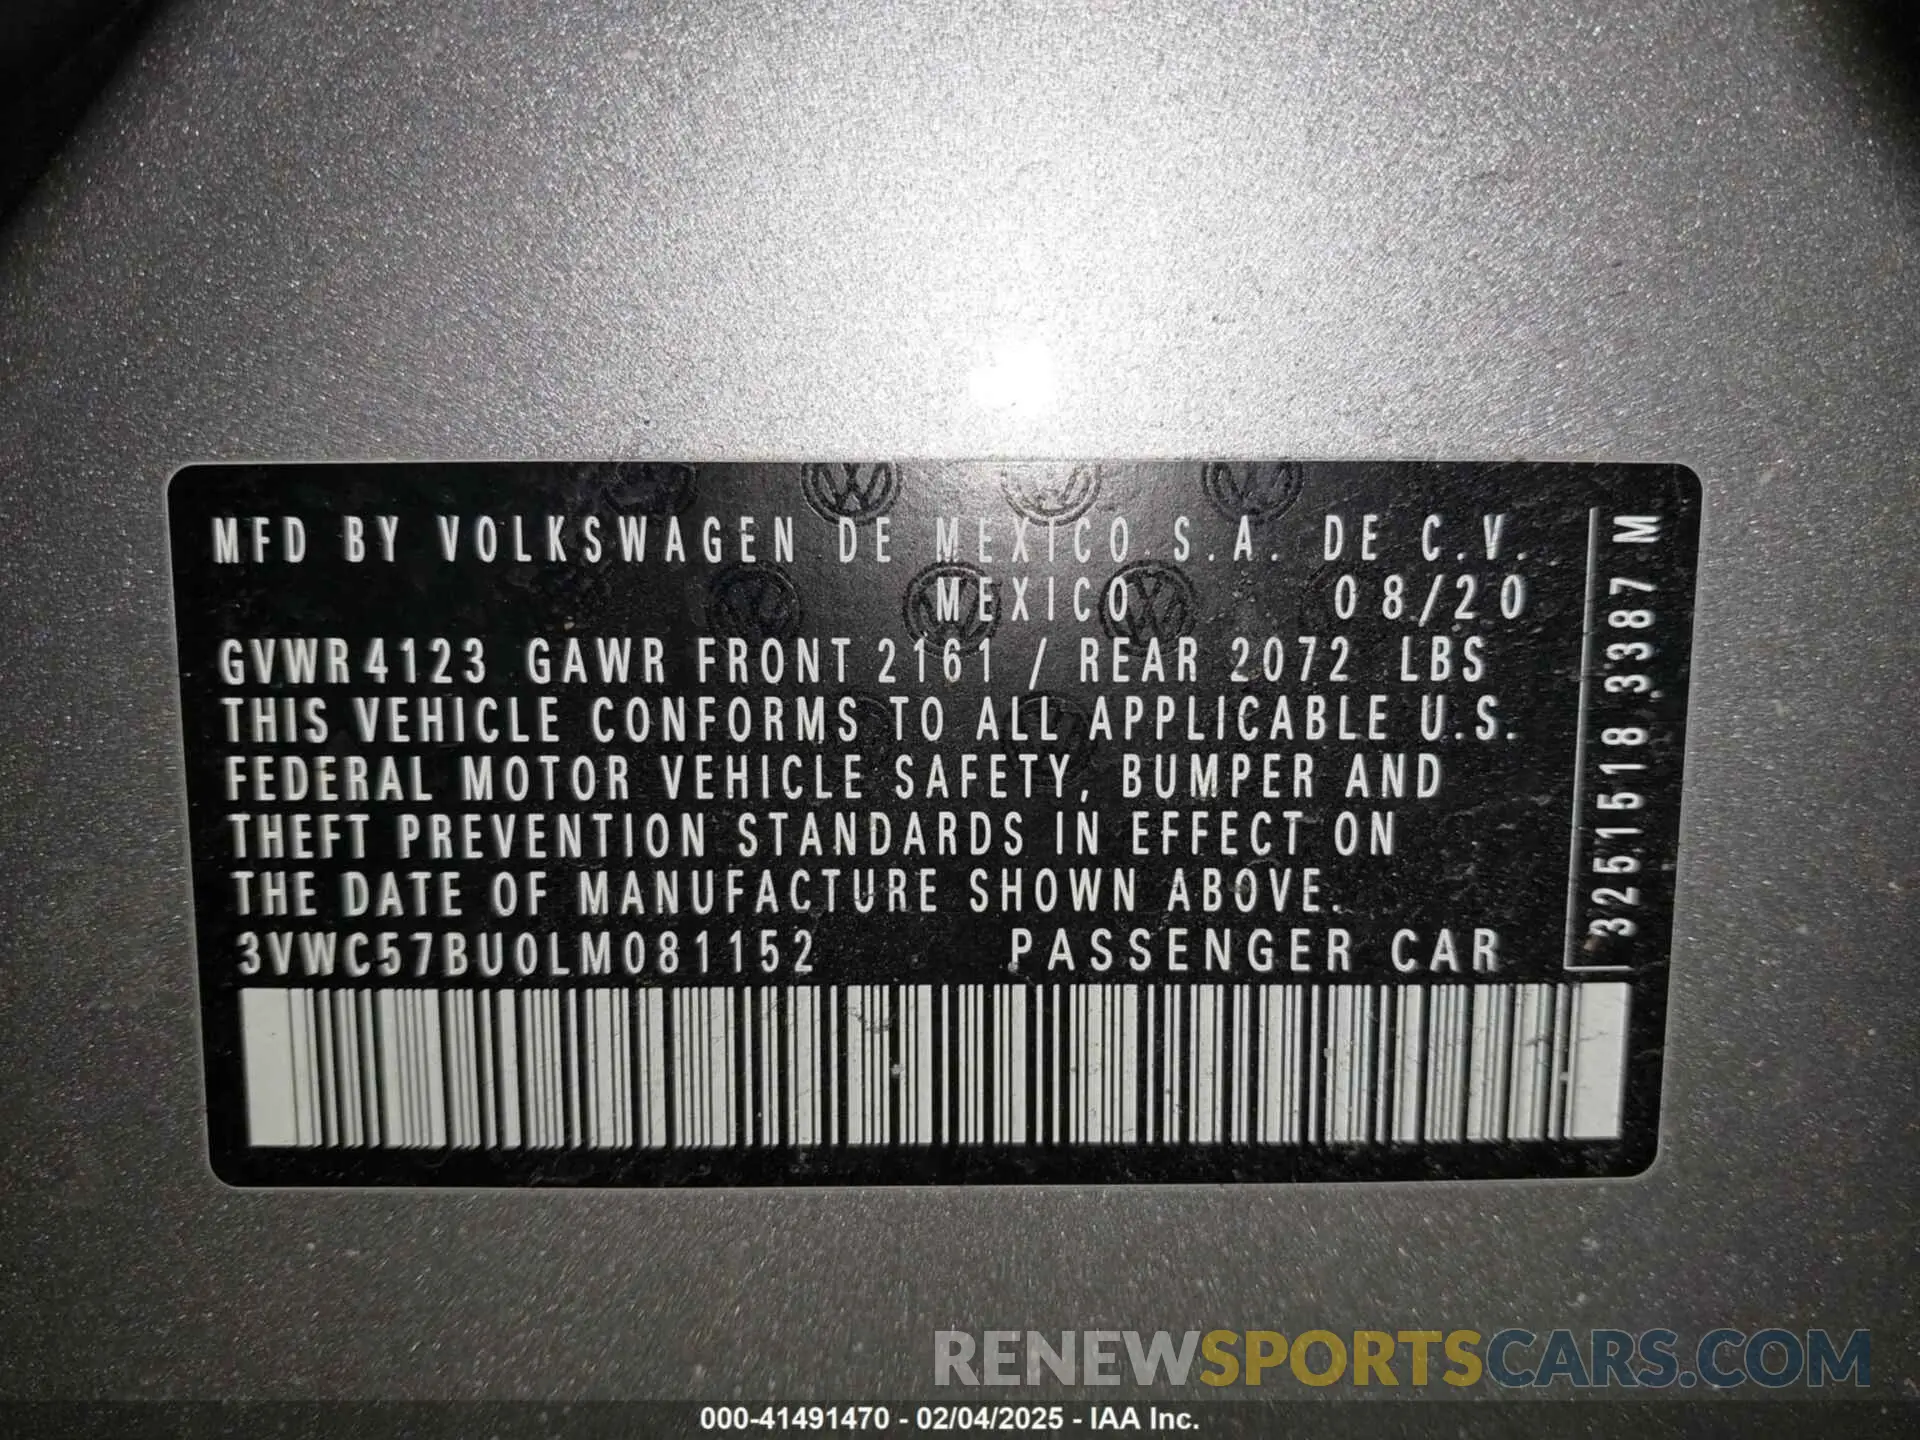 MFD BY VOLKSWAGEN DE MEXICO S.A. DE C.V.
MEXICO 08/20
GVWR 4123 GAWR FRONT 2161 / REAR 2072 LBS
THIS VEHICLE CONFORMS TO ALL APPLICABLE U.S.
FEDERAL MOTOR VEHICLE SAFETY, BUMPER AND
THEFT PREVENTION STANDARDS IN EFFECT ON
THE DATE OF MANUFACTURE SHOWN ABOVE.
3VWC57BU0LM081152 PASSENGER CAR
3251518 3387 M
RENEWSPORTSCARS.COM
000-41491470 - 02/04/2025 - IAA Inc.